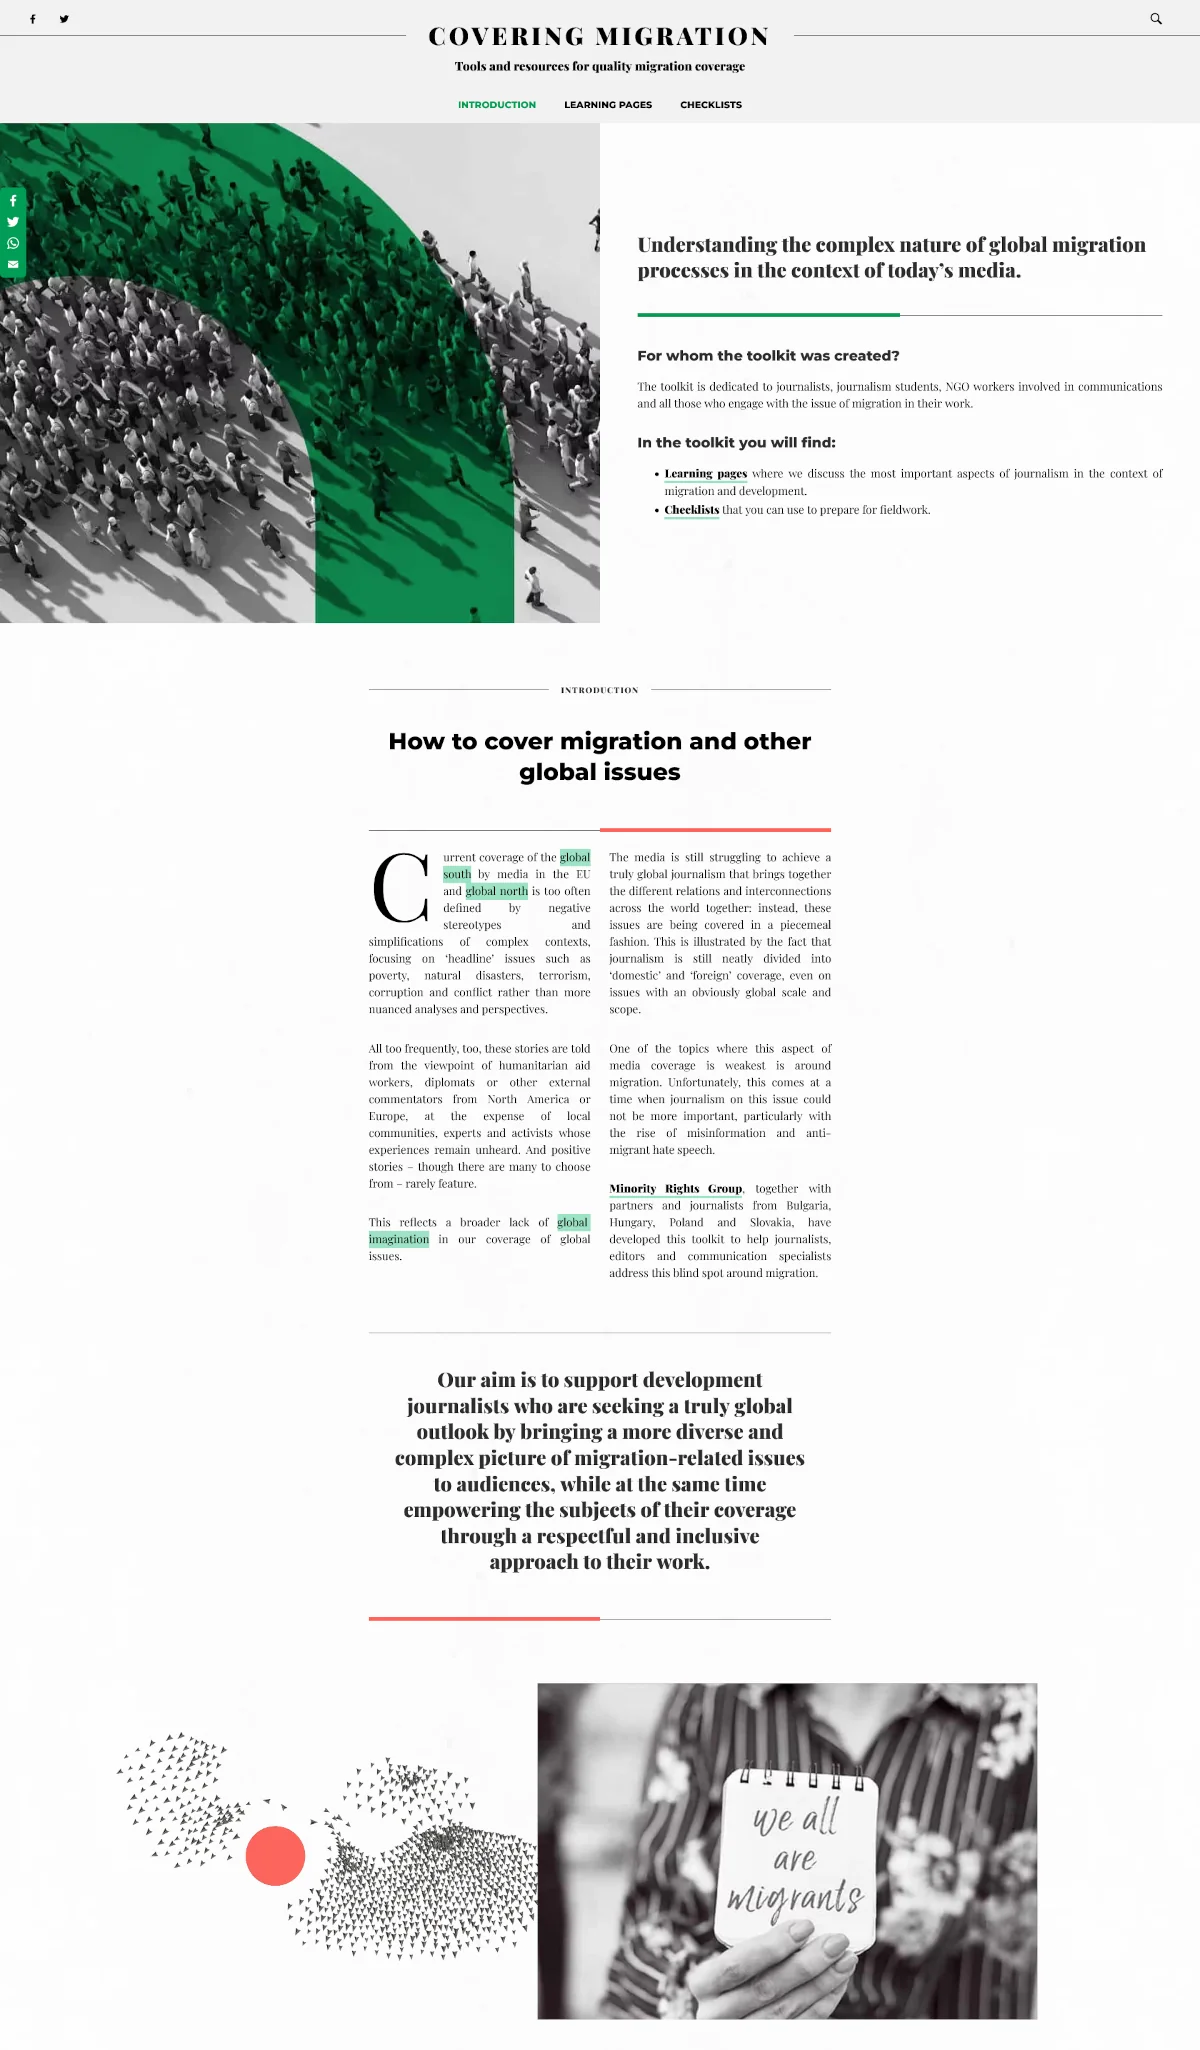 COVERING MIGRATION
Tools and resources for quality migration coverage
INTRODUCTION LEARNING PAGES CHECKLISTS
Understanding the complex nature of global migration
processes in the context of today’s media.
For whom the toolkit was created?
The toolkit is dedicated to journalists, journalism students, NGO workers involved in communications
and all those who engage with the issue of migration in their work.
In the toolkit you will find:
• Learning pages where we discuss the most important aspects of journalism in the context of
migration and development.
• Checklists that you can use to prepare for fieldwork.
INTRODUCTION
How to cover migration and other
global issues
Current coverage of the global
south by media in the EU
and global north is too often
defined by negative
stereotypes and
simplifications of complex contexts,
focusing on ‘headline’ issues such as
poverty, natural disasters, terrorism,
corruption and conflict rather than more
nuanced analyses and perspectives.
All too frequently, too, these stories are told
from the viewpoint of humanitarian aid
workers, diplomats or other external
commentators from North America or
Europe, at the expense of local
communities, experts and activists whose
experiences remain unheard. And positive
stories – though there are many to choose
from – rarely feature.
This reflects a broader lack of global
imagination in our coverage of global
issues.
The media is still struggling to achieve a
truly global journalism that brings together
the different relations and interconnections
across the world together: instead, these
issues are being covered in a piecemeal
fashion. This is illustrated by the fact that
journalism is still neatly divided into
‘domestic’ and ‘foreign’ coverage, even on
issues with an obviously global scale and
scope.
One of the topics where this aspect of
media coverage is weakest is around
migration. Unfortunately, this comes at a
time when journalism on this issue could
not be more important, particularly with
the rise of misinformation and anti-
migrant hate speech.
Minority Rights Group, together with
partners and journalists from Bulgaria,
Hungary, Poland and Slovakia, have
developed this toolkit to help journalists,
editors and communication specialists
address this blind spot around migration.
Our aim is to support development
journalists who are seeking a truly global
outlook by bringing a more diverse and
complex picture of migration-related issues
to audiences, while at the same time
empowering the subjects of their coverage
through a respectful and inclusive
approach to their work.
we all
are
migrants